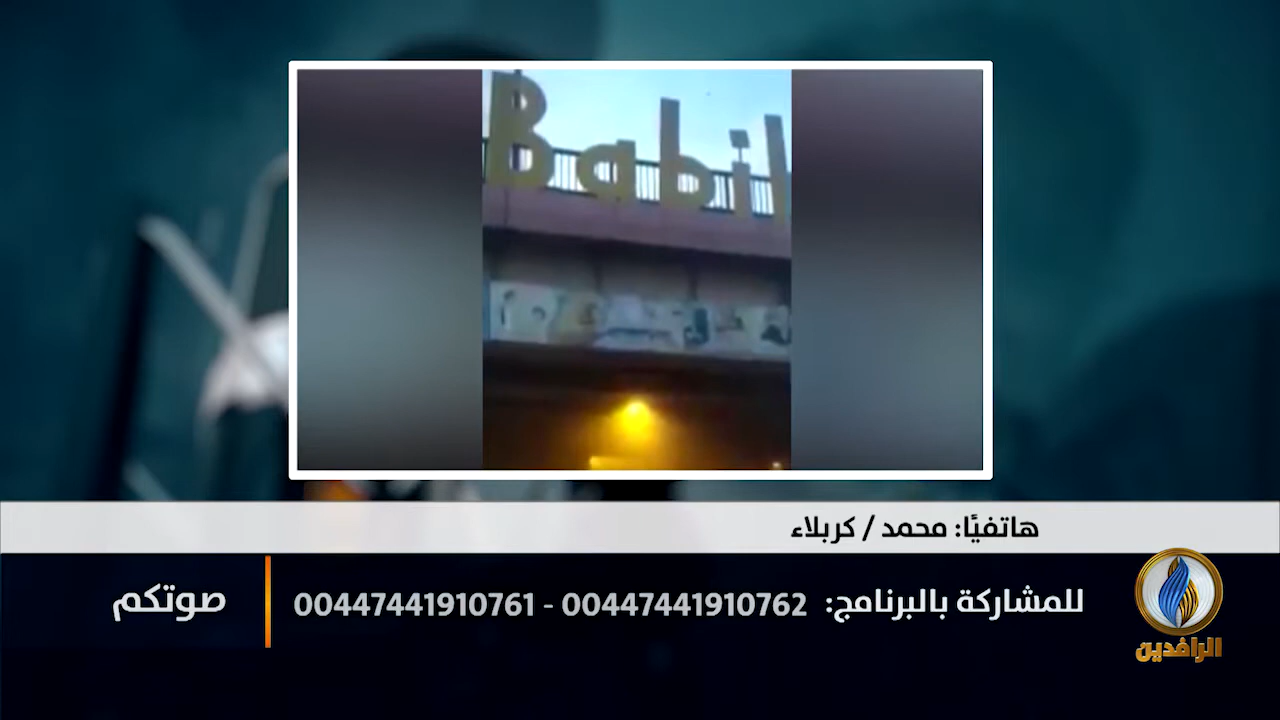 Babil
هاتفيًا: محمد / كربلاء
للمشاركة بالبرنامج: 00447441910762 - 00447441910761
صوتكم
الرافدين